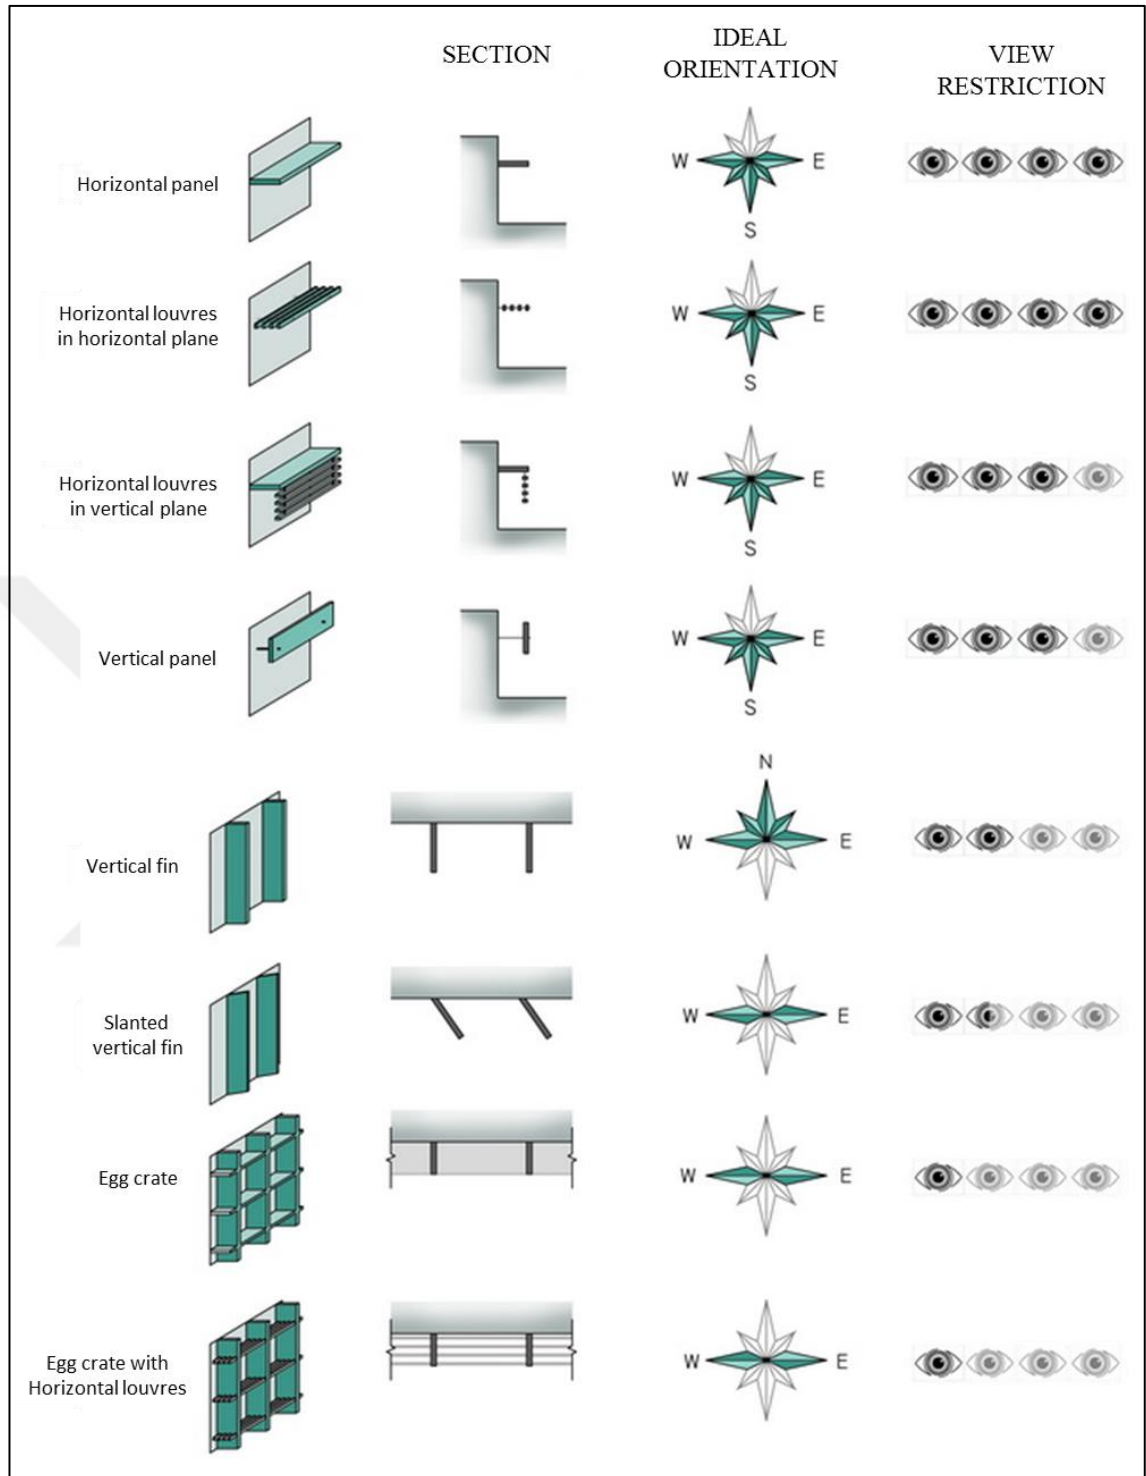 SECTION
IDEAL
ORIENTATION
VIEW
RESTRICTION
Horizontal panel
W
E
S
Horizontal louvres
in horizontal plane
W
E
S
Horizontal louvres
in vertical plane
W
E
S
Vertical panel
W
E
S
Vertical fin
N
W
E
Slanted
vertical fin
W
E
Egg crate
W
E
Egg crate with
Horizontal louvres
W
E